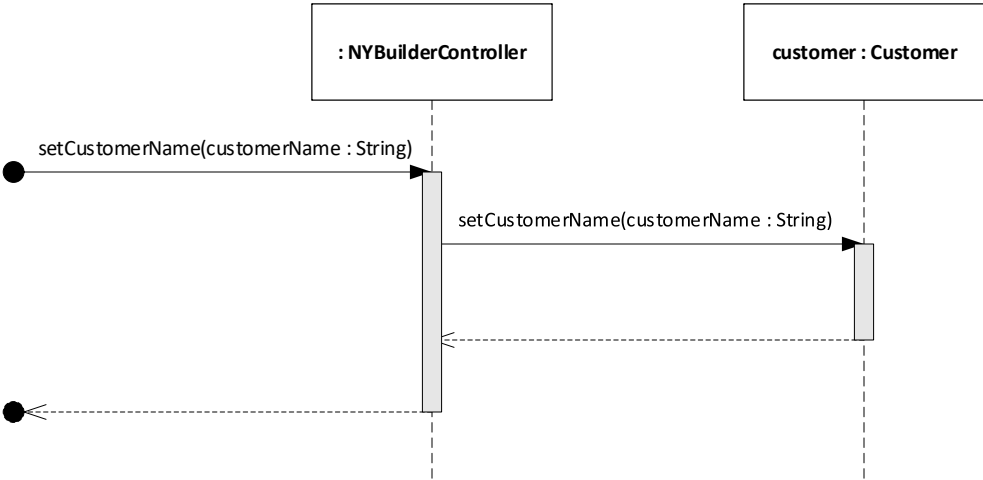 : NYBuilderController
customer : Customer
setCustomerName(customerName : String)
setCustomerName(customerName : String)